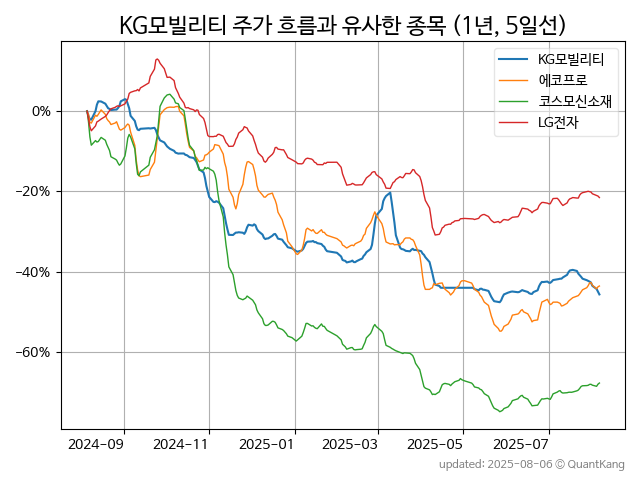 KG모빌리티 주가 흐름과 유사한 종목 (1년, 5일선)
KG모빌리티
에코프로
코스모신소재
LG전자
0%
−20%
−40%
−60%
2024-09 2024-11 2025-01 2025-03 2025-05 2025-07
updated: 2025-08-06 © QuantKang